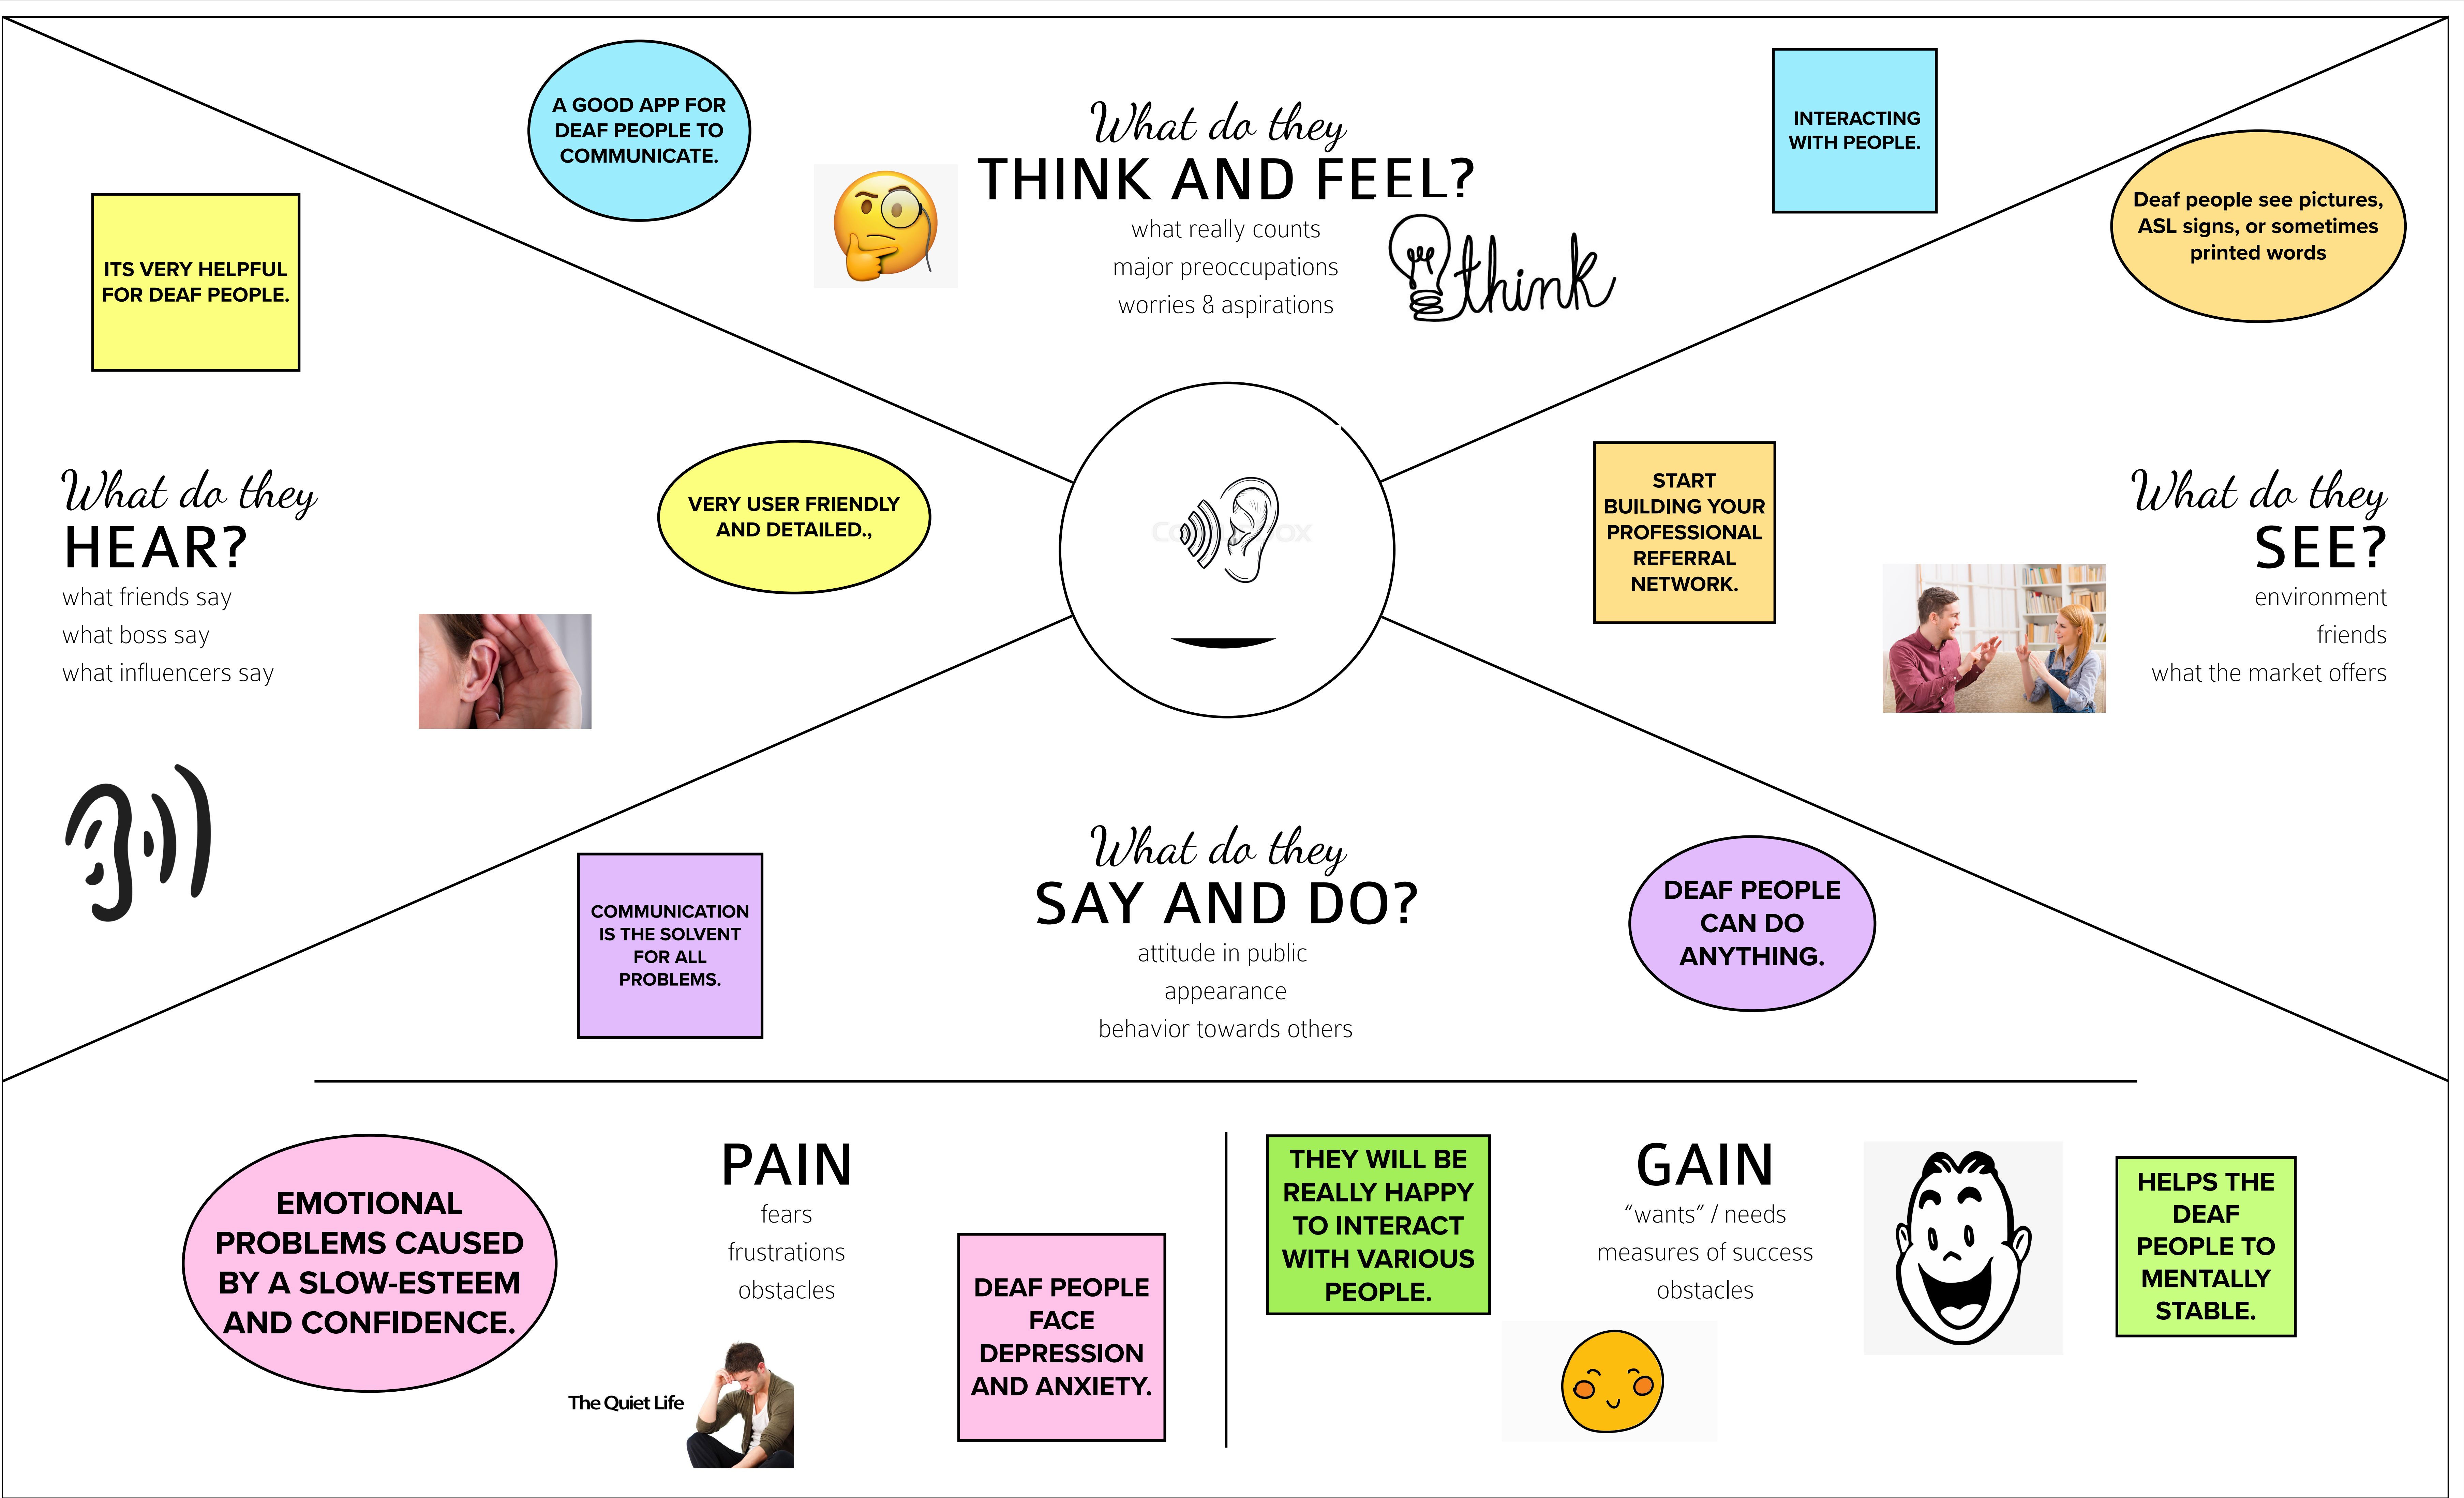 A GOOD APP FOR
DEAF PEOPLE TO
COMMUNICATE.
What do they
THINK AND FEEL?
what really counts
major preoccupations
worries & aspirations
think
INTERACTING
WITH PEOPLE.
Deaf people see pictures,
ASL signs, or sometimes
printed words
ITS VERY HELPFUL
FOR DEAF PEOPLE.
What do they
HEAR?
what friends say
what boss say
what influencers say
VERY USER FRIENDLY
AND DETAILED.,
START
BUILDING YOUR
PROFESSIONAL
REFERRAL
NETWORK.
What do they
SEE?
environment
friends
what the market offers
COMMUNICATION
IS THE SOLVENT
FOR ALL
PROBLEMS.
What do they
SAY AND DO?
attitude in public
appearance
behavior towards others
DEAF PEOPLE
CAN DO
ANYTHING.
EMOTIONAL
PROBLEMS CAUSED
BY A SLOW-ESTEEM
AND CONFIDENCE.
PAIN
fears
frustrations
obstacles
The Quiet Life
DEAF PEOPLE
FACE
DEPRESSION
AND ANXIETY.
THEY WILL BE
REALLY HAPPY
TO INTERACT
WITH VARIOUS
PEOPLE.
GAIN
“wants” / needs
measures of success
obstacles
HELPS THE
DEAF
PEOPLE TO
MENTALLY
STABLE.